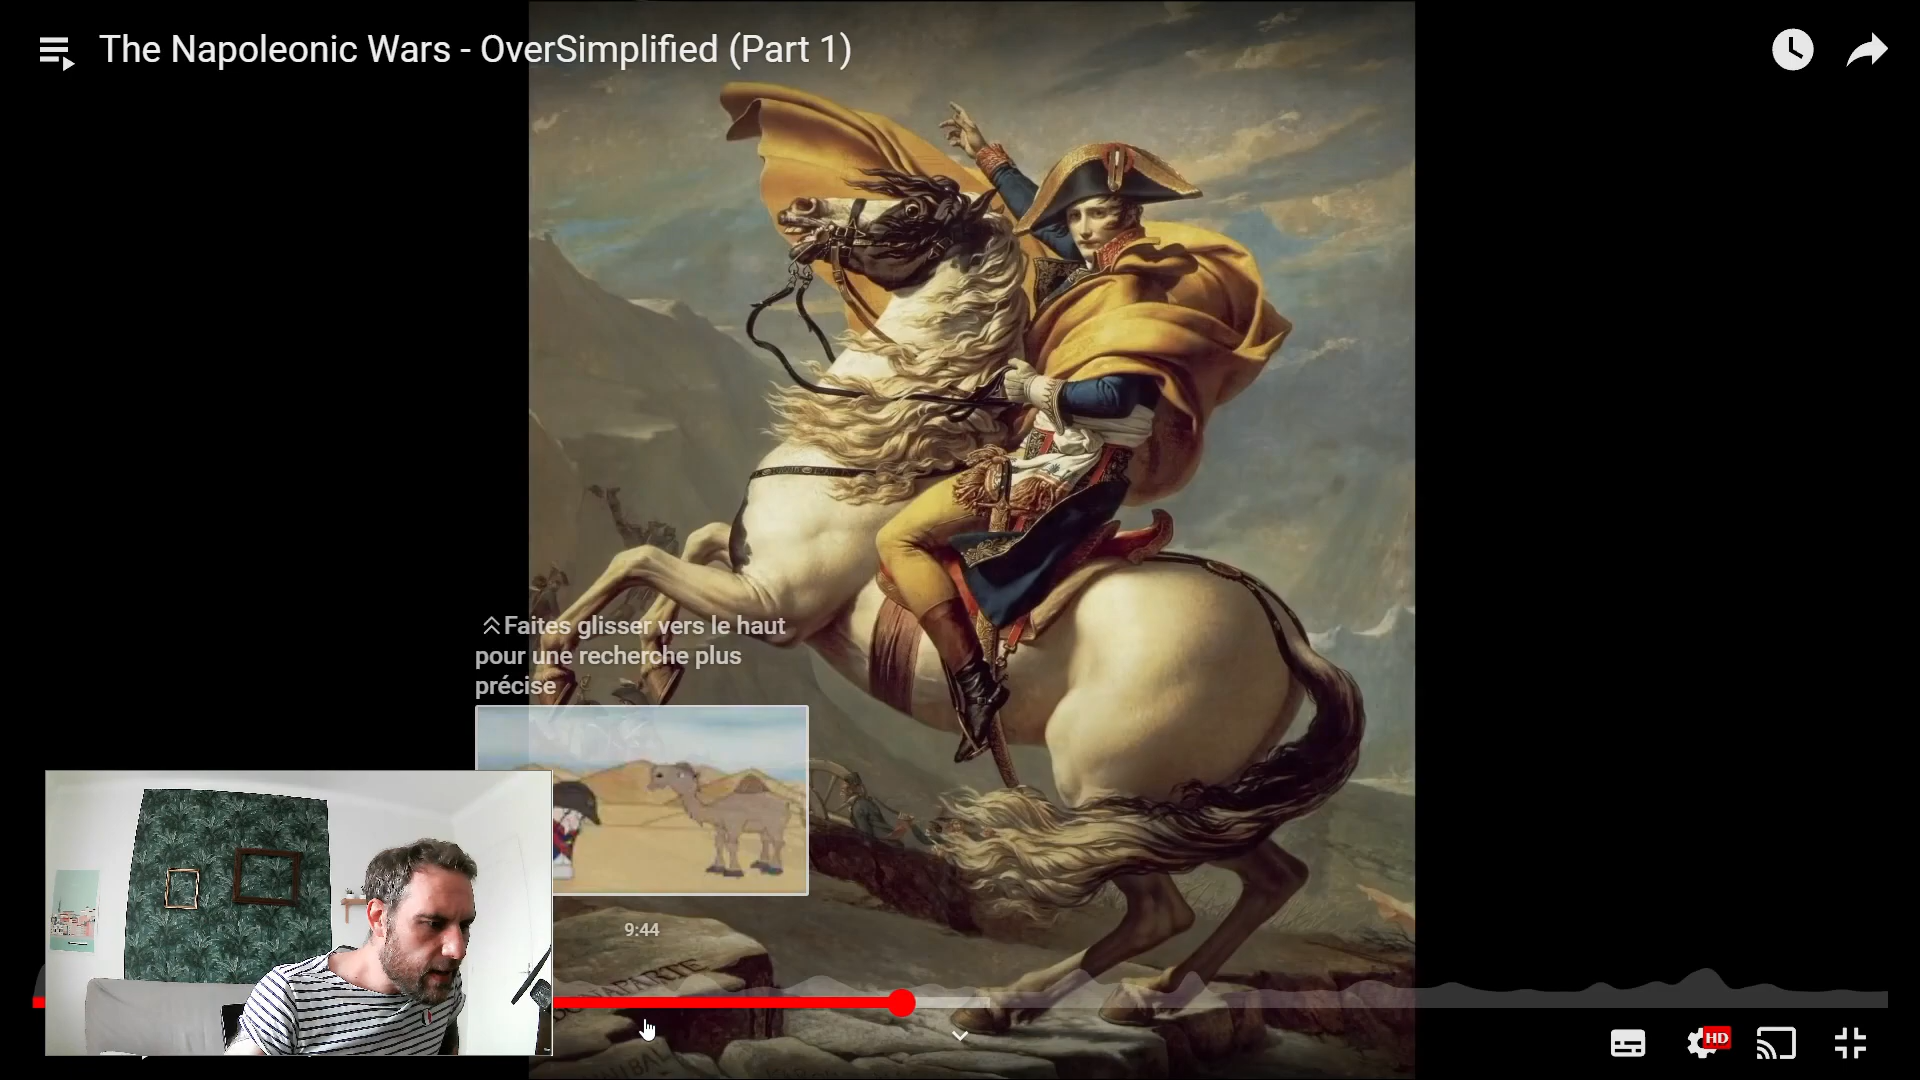 The Napoleonic Wars - OverSimplified (Part 1)
Faites glisser vers le haut
pour une recherche plus
précise
9:44
HD